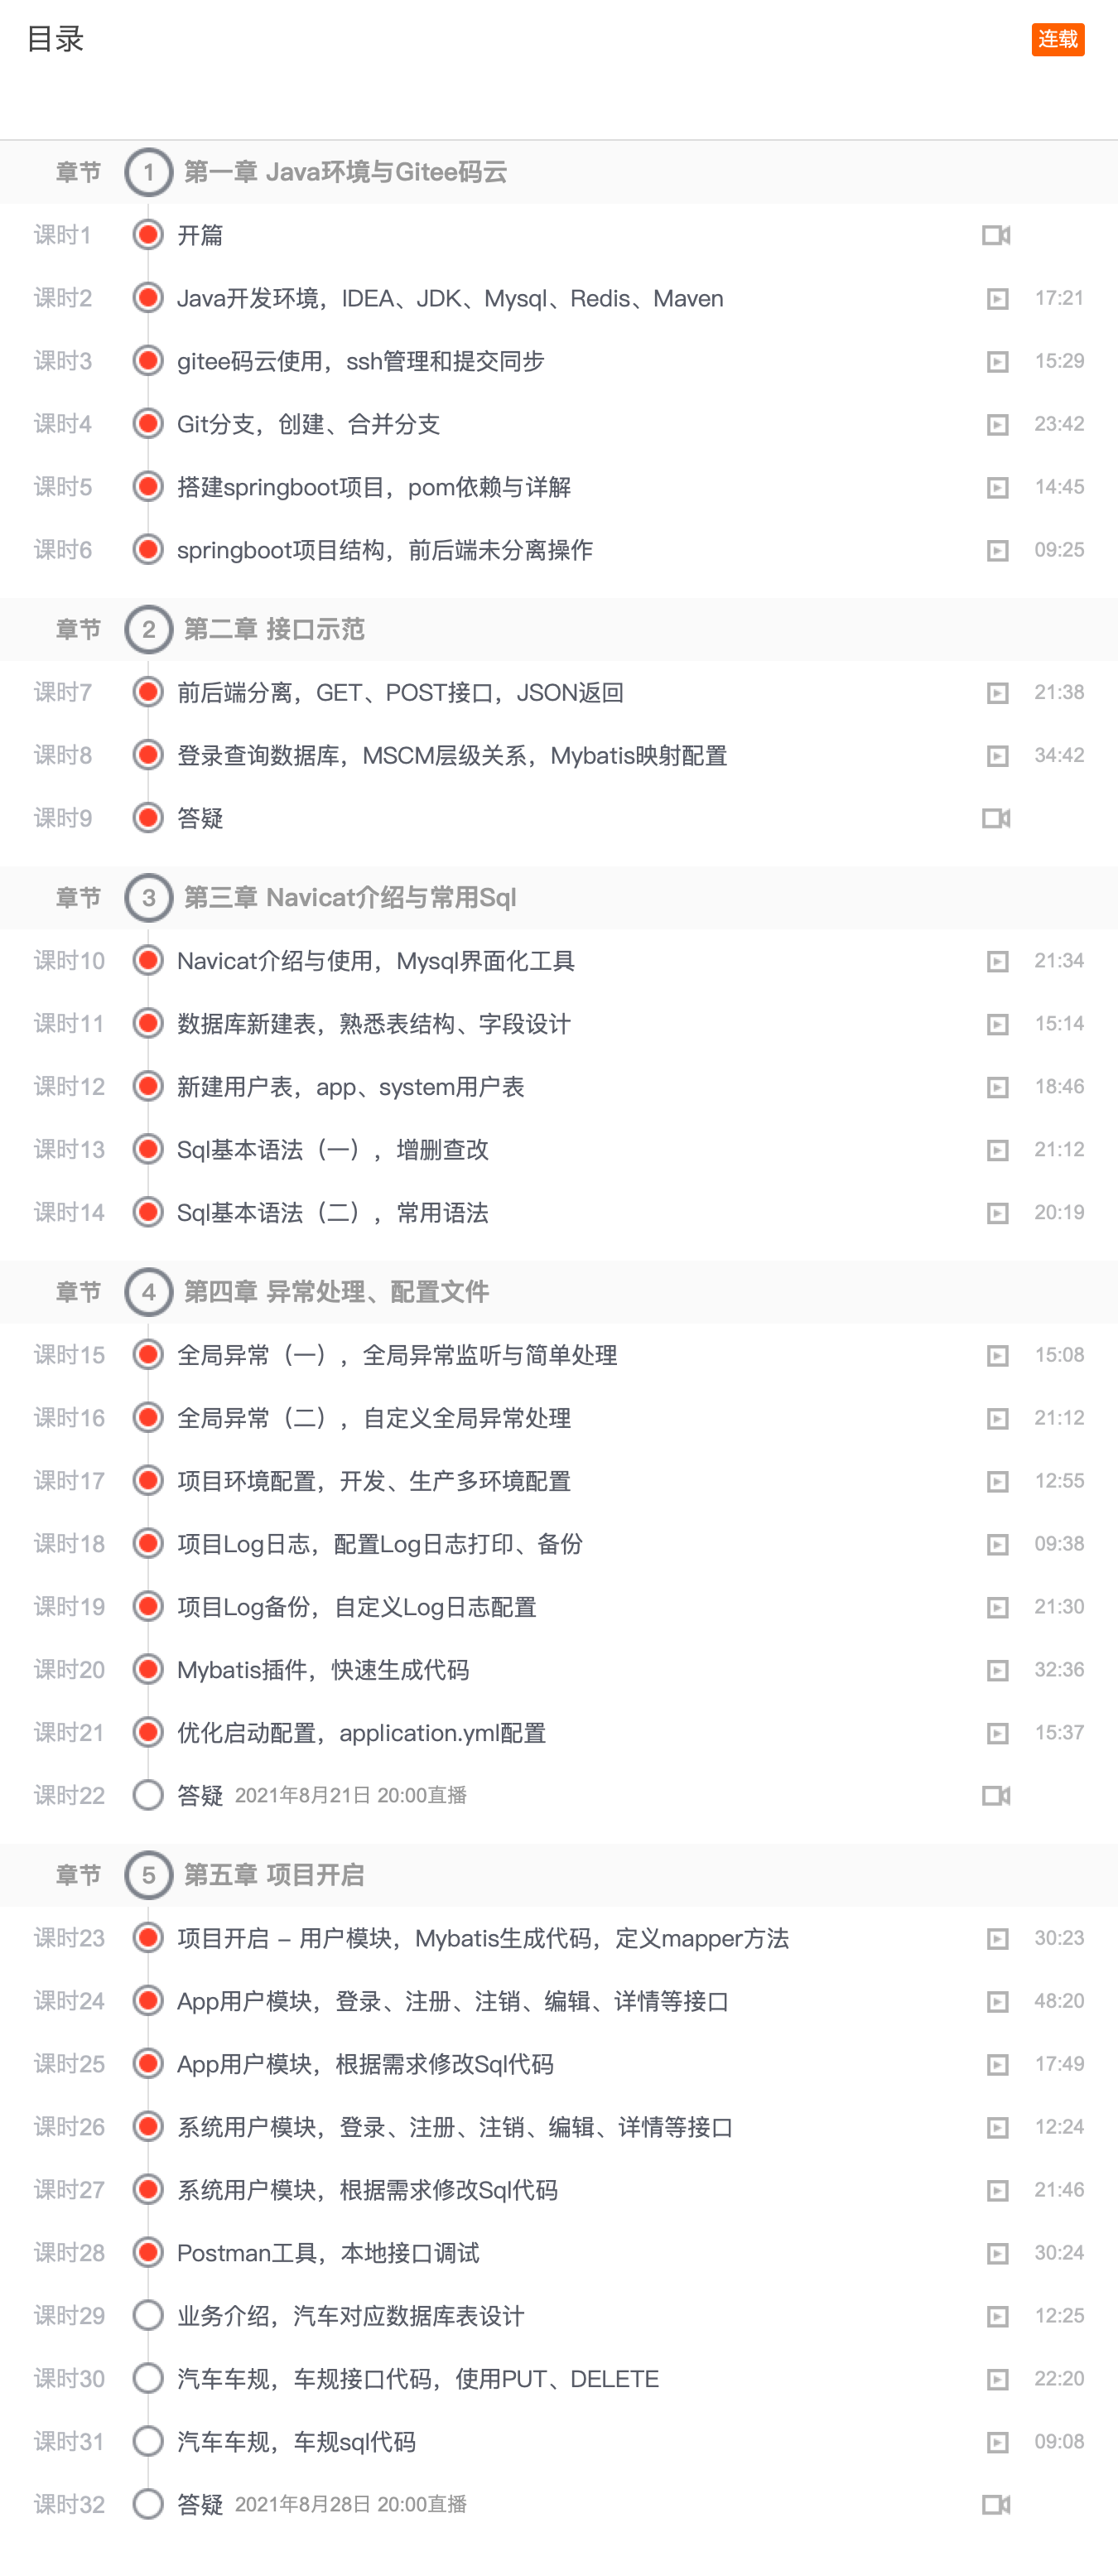 目录 连载
章节 1 第一章 Java环境与Gitee码云
课时1 开篇
课时2 Java开发环境，IDEA、JDK、Mysql、Redis、Maven 17:21
课时3 gitee码云使用，ssh管理和提交同步 15:29
课时4 Git分支，创建、合并分支 23:42
课时5 搭建springboot项目，pom依赖与详解 14:45
课时6 springboot项目结构，前后端未分离操作 09:25
章节 2 第二章 接口示范
课时7 前后端分离，GET、POST接口，JSON返回 21:38
课时8 登录查询数据库，MSCM层级关系，Mybatis映射配置 34:42
课时9 答疑
章节 3 第三章 Navicat介绍与常用Sql
课时10 Navicat介绍与使用，Mysql界面化工具 21:34
课时11 数据库新建表，熟悉表结构、字段设计 15:14
课时12 新建用户表，app、system用户表 18:46
课时13 Sql基本语法（一），增删查改 21:12
课时14 Sql基本语法（二），常用语法 20:19
章节 4 第四章 异常处理、配置文件
课时15 全局异常（一），全局异常监听与简单处理 15:08
课时16 全局异常（二），自定义全局异常处理 21:12
课时17 项目环境配置，开发、生产多环境配置 12:55
课时18 项目Log日志，配置Log日志打印、备份 09:38
课时19 项目Log备份，自定义Log日志配置 21:30
课时20 Mybatis插件，快速生成代码 32:36
课时21 优化启动配置，application.yml配置 15:37
课时22 答疑 2021年8月21日 20:00直播
章节 5 第五章 项目开启
课时23 项目开启 – 用户模块，Mybatis生成代码，定义mapper方法 30:23
课时24 App用户模块，登录、注册、注销、编辑、详情等接口 48:20
课时25 App用户模块，根据需求修改Sql代码 17:49
课时26 系统用户模块，登录、注册、注销、编辑、详情等接口 12:24
课时27 系统用户模块，根据需求修改Sql代码 21:46
课时28 Postman工具，本地接口调试 30:24
课时29 业务介绍，汽车对应数据库表设计 12:25
课时30 汽车车规，车规接口代码，使用PUT、DELETE 22:20
课时31 汽车车规，车规sql代码 09:08
课时32 答疑 2021年8月28日 20:00直播